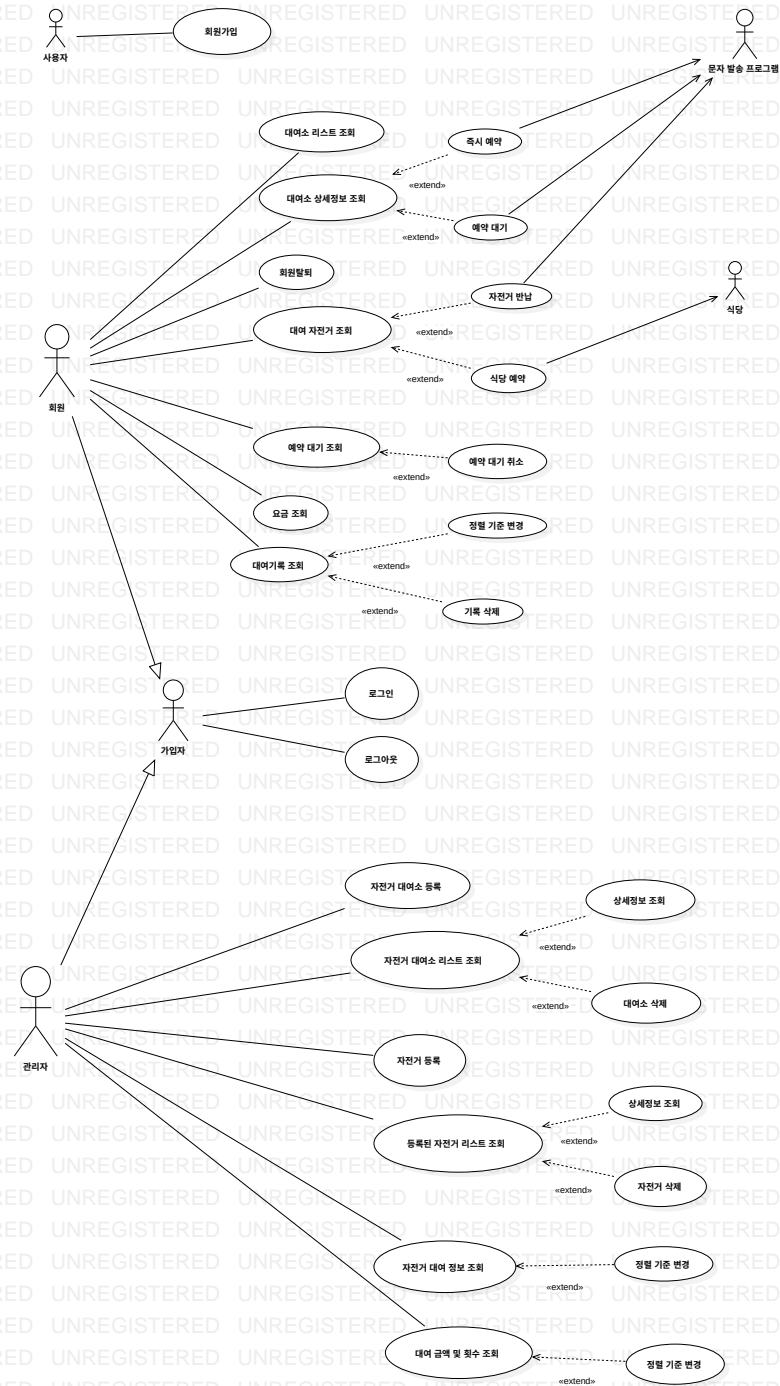 사용자
회원가입
문자 발송 프로그램
대여소 리스트 조회
즉시 예약
«extend»
대여소 상세정보 조회
예약 대기
«extend»
회원탈퇴
자전거 반납
식당
대여 자전거 조회
«extend»
식당 예약
«extend»
회원
예약 대기 조회
예약 대기 취소
«extend»
요금 조회
정렬 기준 변경
대여기록 조회
«extend»
기록 삭제
«extend»
로그인
가입자
로그아웃
자전거 대여소 등록
상세정보 조회
«extend»
자전거 대여소 리스트 조회
대여소 삭제
«extend»
관리자
자전거 등록
상세정보 조회
등록된 자전거 리스트 조회
«extend»
자전거 삭제
«extend»
자전거 대여 정보 조회
정렬 기준 변경
«extend»
대여 금액 및 횟수 조회
정렬 기준 변경
«extend»
UNREGISTERED